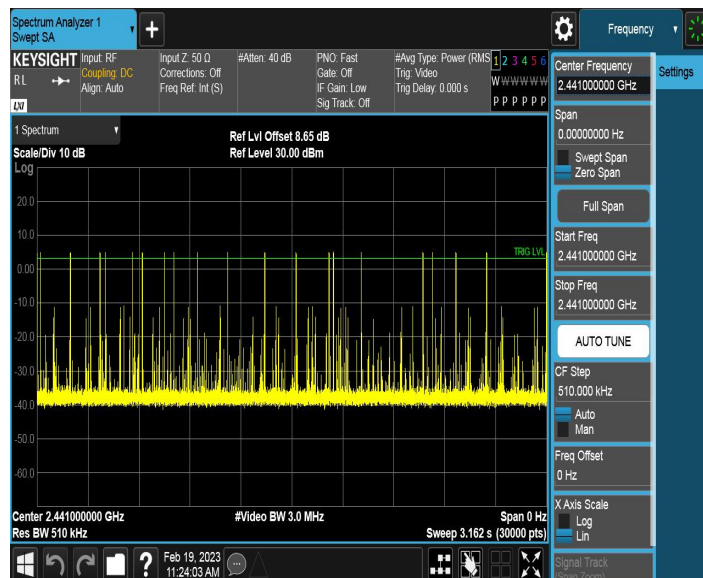 Spectrum Analyzer 1
Swept SA
+
Frequency
KEYSIGHT
RL
LXI
Input: RF
Coupling: DC
Align: Auto
Input Z: 50 Ω
Corrections: Off
Freq Ref: Int (S)
#Atten: 40 dB
PNO: Fast
Gate: Off
IF Gain: Low
Sig Track: Off
#Avg Type: Power (RMS
Trig: Video
Trig Delay: 0.000 s
1 2 3 4 5 6
W W W W W W
P P P P P P
Center Frequency
2.441000000 GHz
Settings
Span
0.00000000 Hz
Swept Span
Zero Span
Full Span
Start Freq
2.441000000 GHz
Stop Freq
2.441000000 GHz
AUTO TUNE
CF Step
510.000 kHz
Auto
Man
Freq Offset
0 Hz
X Axis Scale
Log
Lin
Signal Track
(Span Zoom)
1 Spectrum
Scale/Div 10 dB
Ref Lvl Offset 8.65 dB
Ref Level 30.00 dBm
Log
20.0
10.0
TRIG LVL
0.00
-10.0
-20.0
-30.0
-40.0
-50.0
-60.0
Center 2.441000000 GHz
#Video BW 3.0 MHz
Span 0 Hz
Res BW 510 kHz
Sweep 3.162 s (30000 pts)
?
Feb 19, 2023
11:24:03 AM